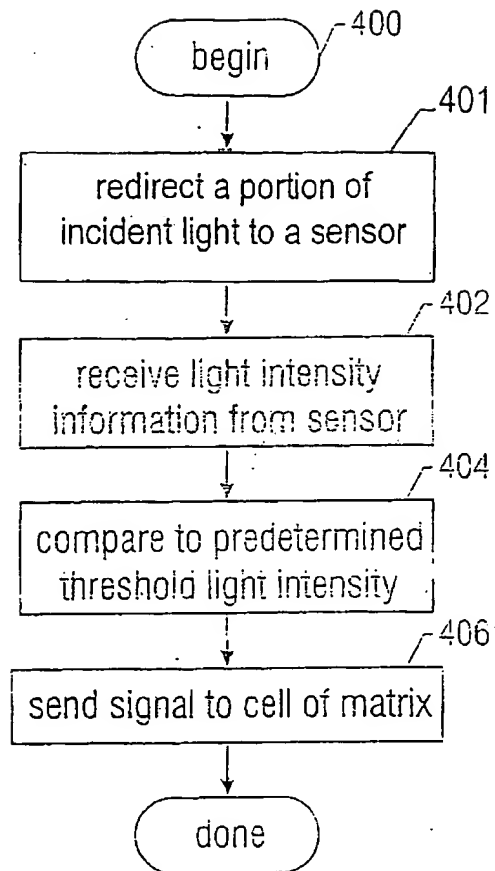 400
begin
401
redirect a portion of
incident light to a sensor
402
receive light intensity
information from sensor
404
compare to predetermined
threshold light intensity
406
send signal to cell of matrix
done